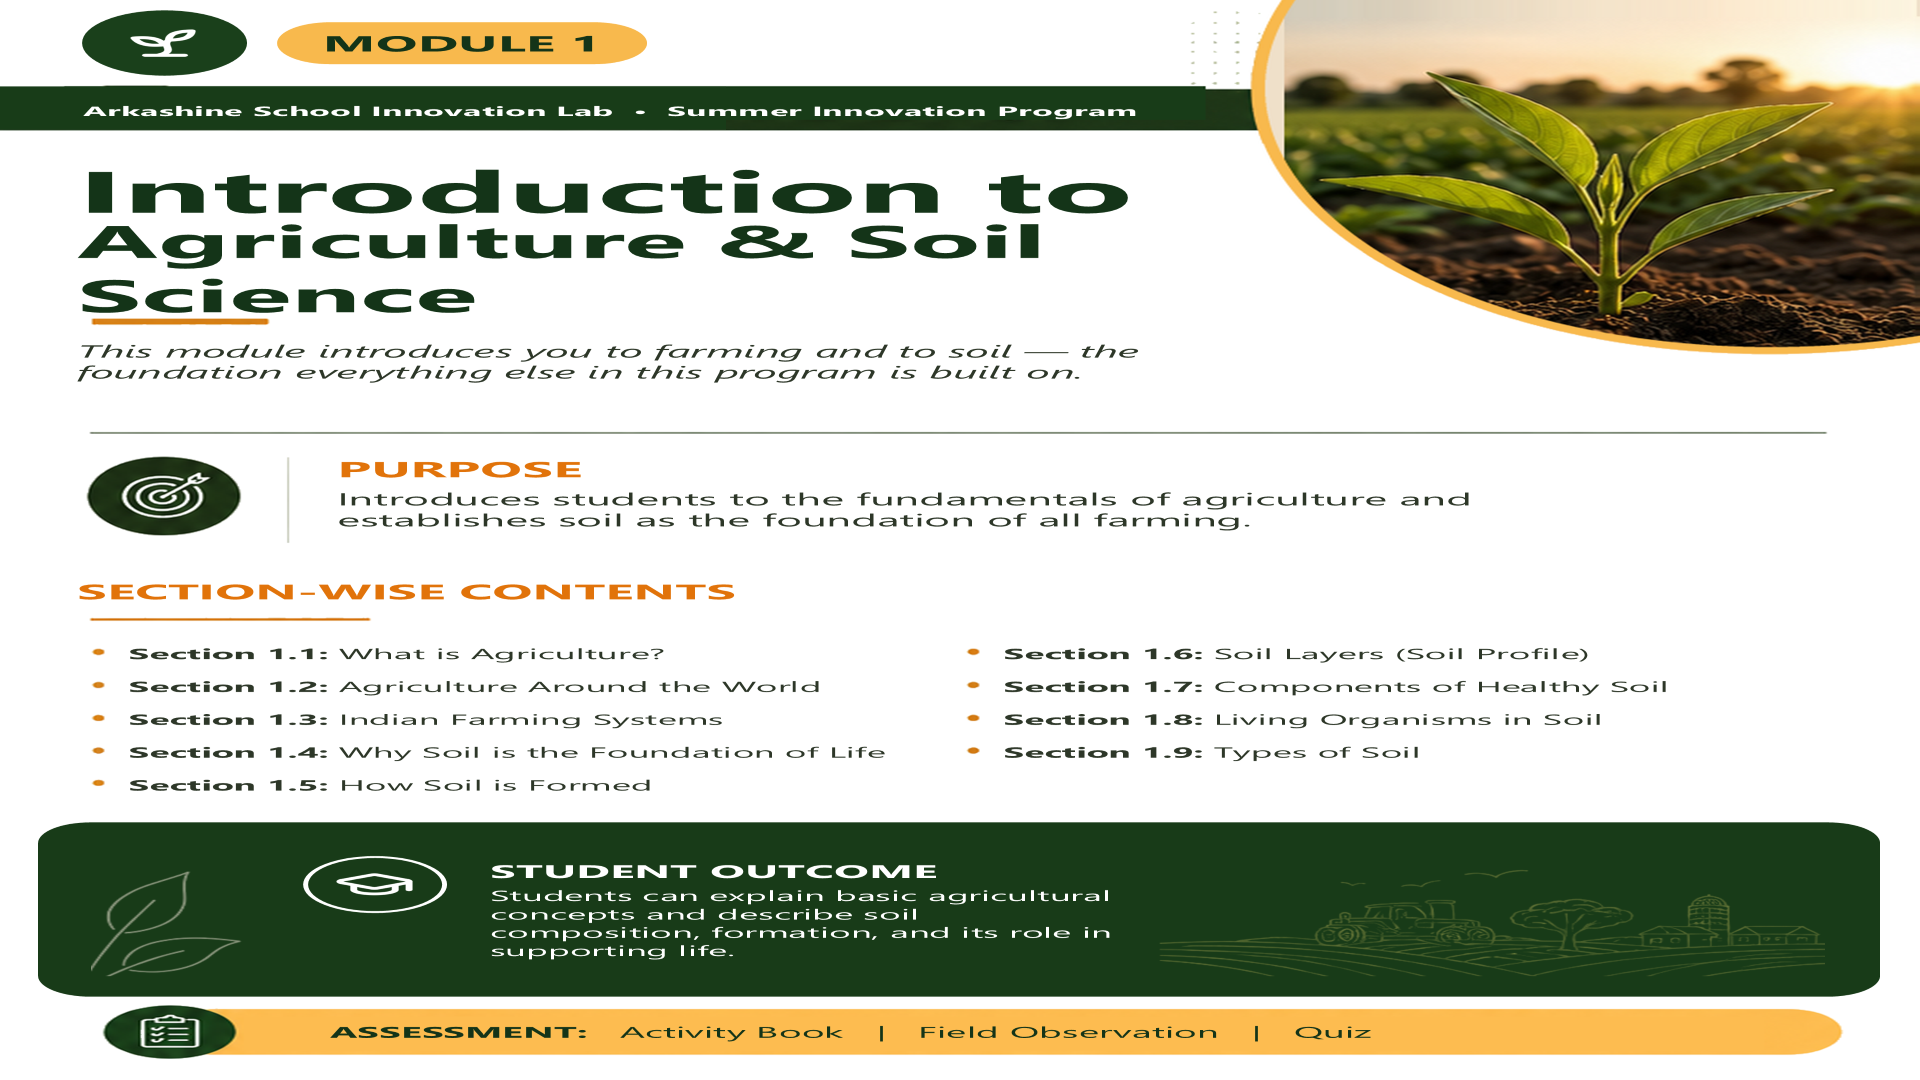 MODULE 1
Arkashine School Innovation Lab • Summer Innovation Program
Introduction to
Agriculture & Soil
Science
This module introduces you to farming and to soil — the
foundation everything else in this program is built on.
PURPOSE
Introduces students to the fundamentals of agriculture and
establishes soil as the foundation of all farming.
SECTION-WISE CONTENTS
• Section 1.1: What is Agriculture?
• Section 1.2: Agriculture Around the World
• Section 1.3: Indian Farming Systems
• Section 1.4: Why Soil is the Foundation of Life
• Section 1.5: How Soil is Formed
• Section 1.6: Soil Layers (Soil Profile)
• Section 1.7: Components of Healthy Soil
• Section 1.8: Living Organisms in Soil
• Section 1.9: Types of Soil
STUDENT OUTCOME
Students can explain basic agricultural
concepts and describe soil
composition, formation, and its role in
supporting life.
ASSESSMENT: Activity Book | Field Observation | Quiz